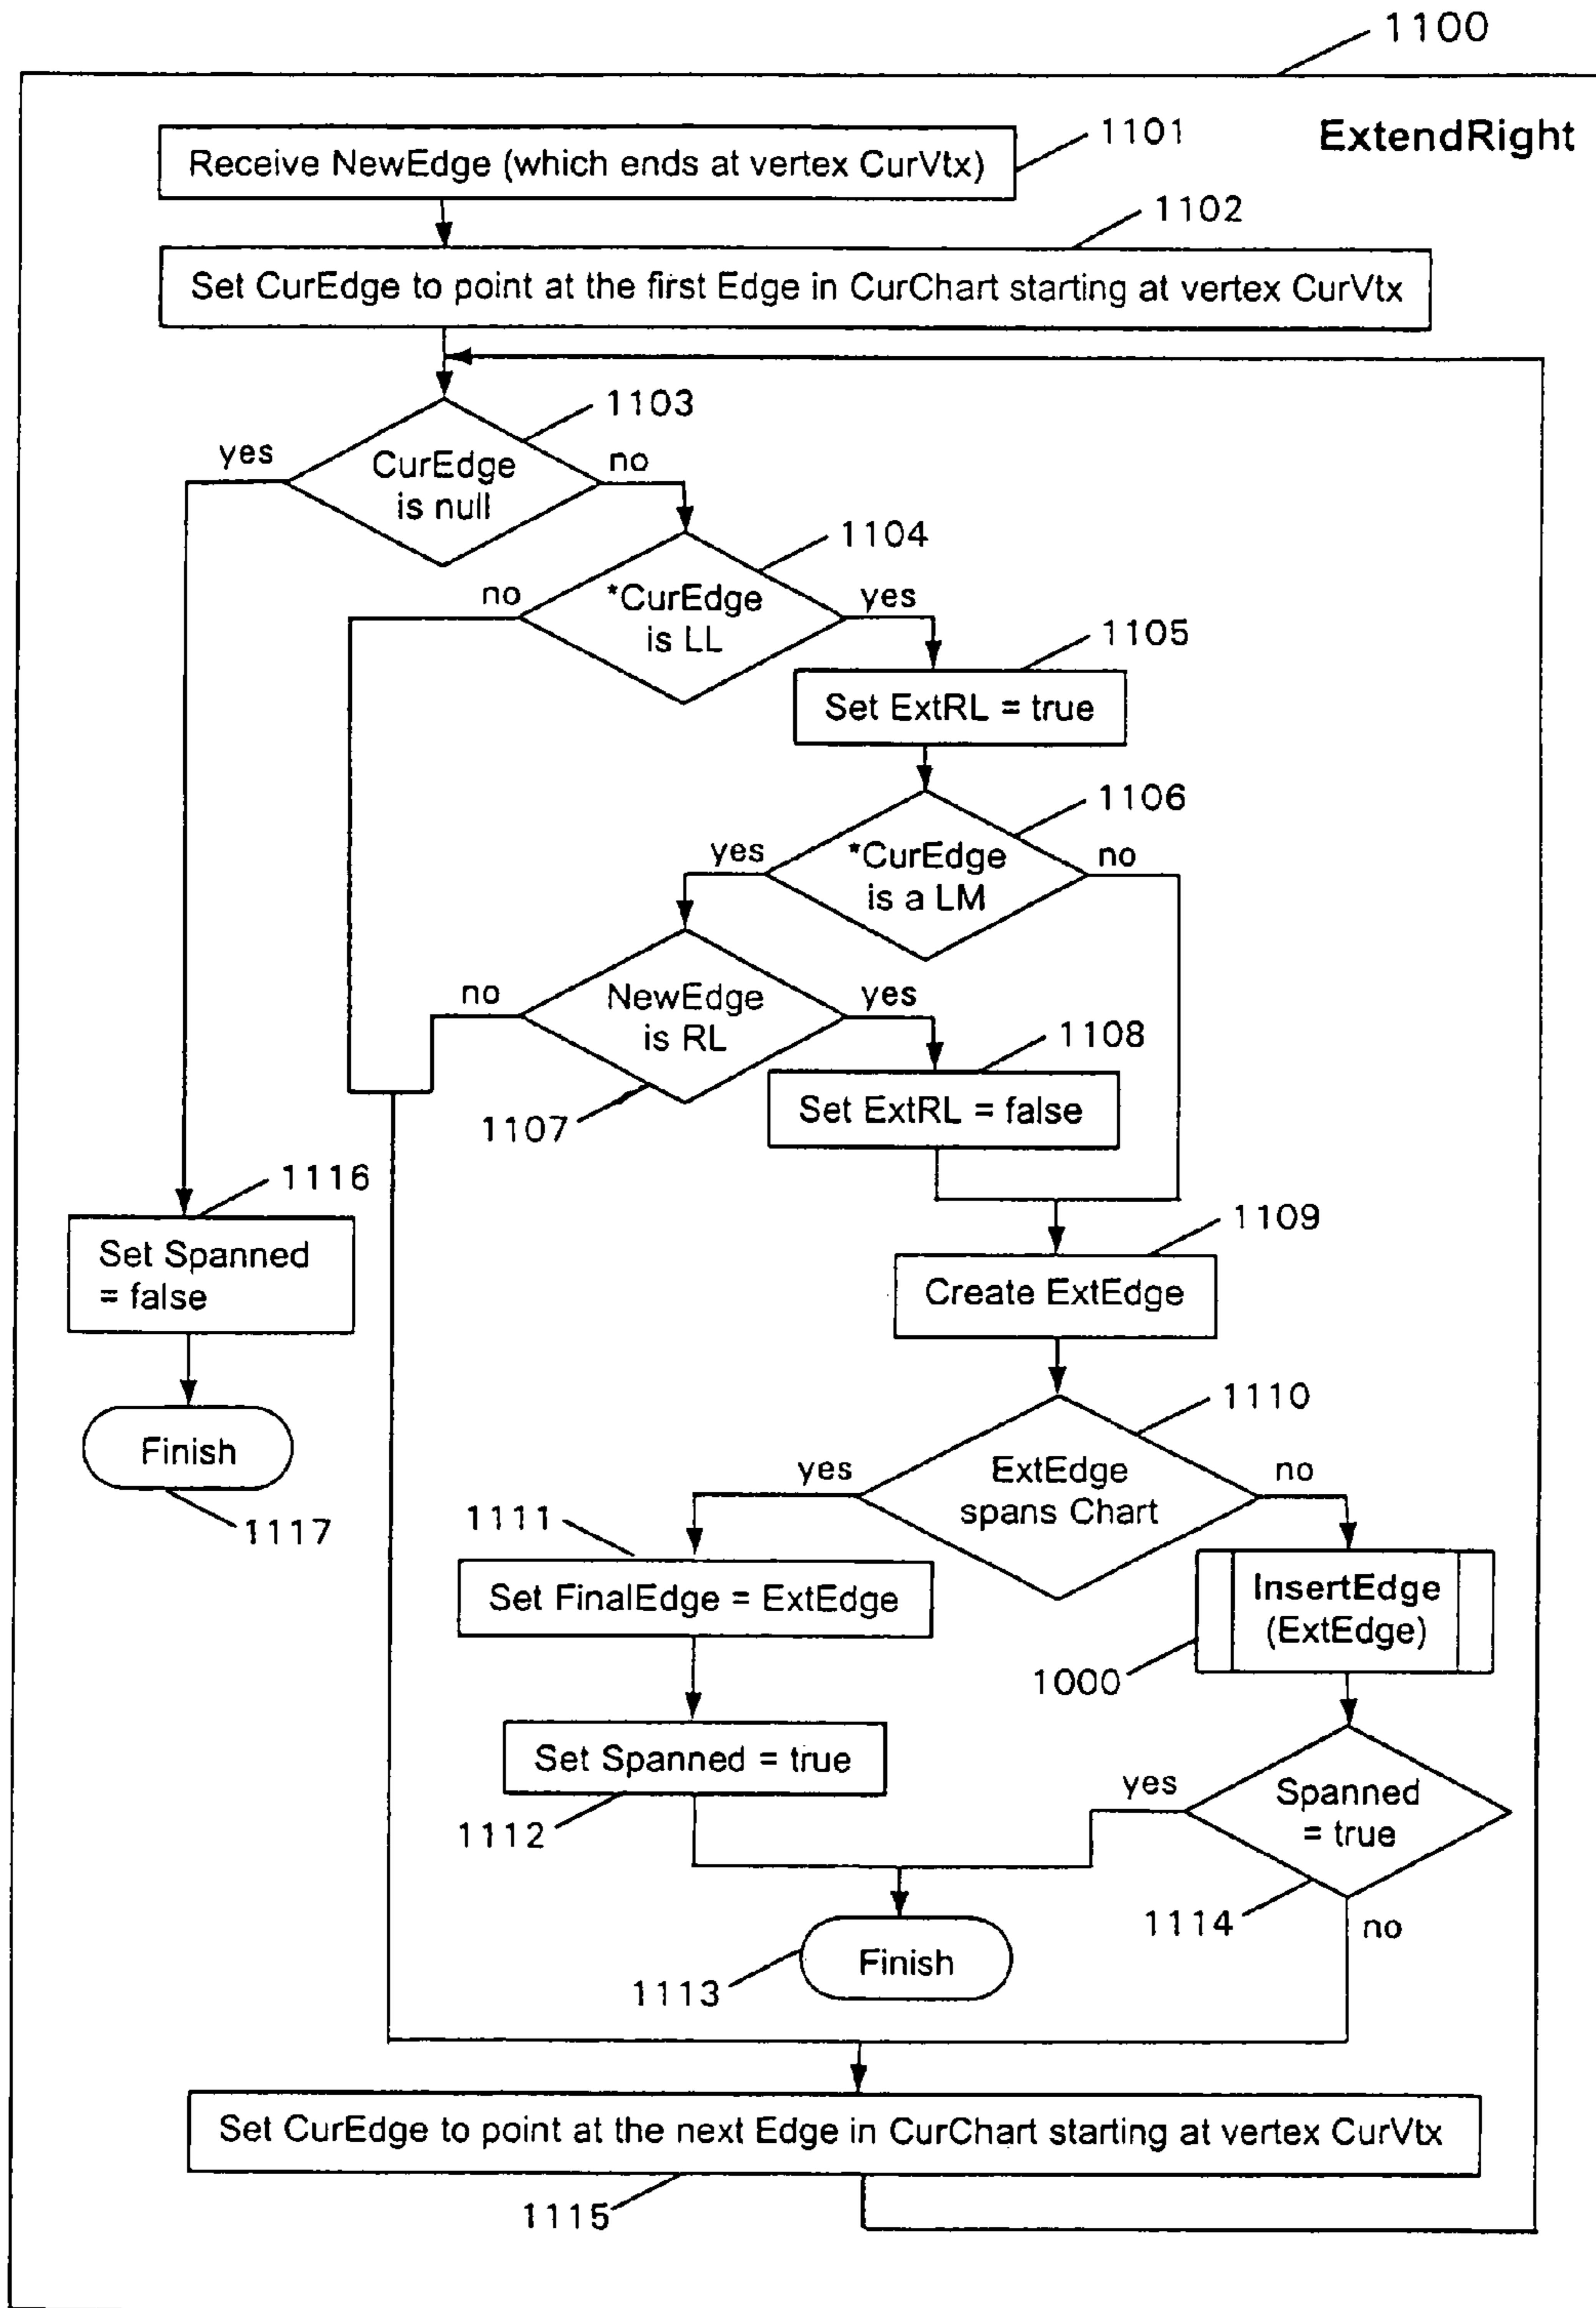 1100
ExtendRight
1101
Receive NewEdge (which ends at vertex CurVtx)
1102
Set CurEdge to point at the first Edge in CurChart starting at vertex CurVtx
1103
yes
CurEdge
is null
no
1104
no
*CurEdge
is LL
yes
1105
Set ExtRL = true
1106
yes
*CurEdge
is a LM
no
no
NewEdge
is RL
yes
1107
1108
Set ExtRL = false
1116
Set Spanned
= false
1109
Create ExtEdge
Finish
1117
1110
yes
ExtEdge
spans Chart
no
1111
Set FinalEdge = ExtEdge
InsertEdge
(ExtEdge)
1000
Set Spanned = true
1112
yes
Spanned
= true
1114
no
Finish
1113
Set CurEdge to point at the next Edge in CurChart starting at vertex CurVtx
1115